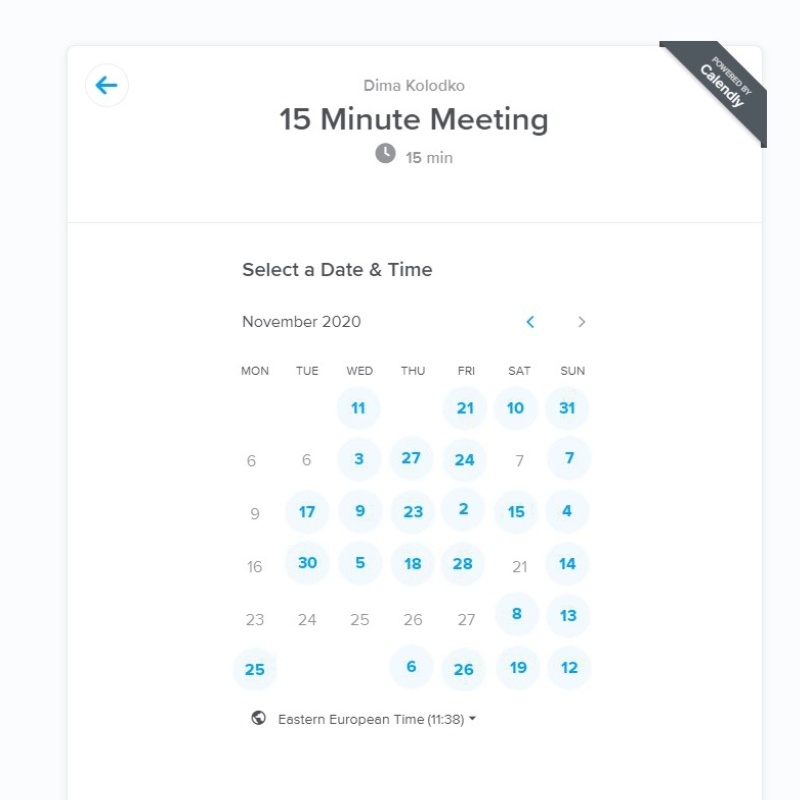 POWERED BY
Calendly
Dima Kolodko
15 Minute Meeting
15 min
Select a Date & Time
November 2020
MON TUE WED THU FRI SAT SUN
11 21 10 31
6 6 3 27 24 7 7
9 17 9 23 2 15 4
16 30 5 18 28 21 14
23 24 25 26 27 8 13
25 6 26 19 12
Eastern European Time (11:38)